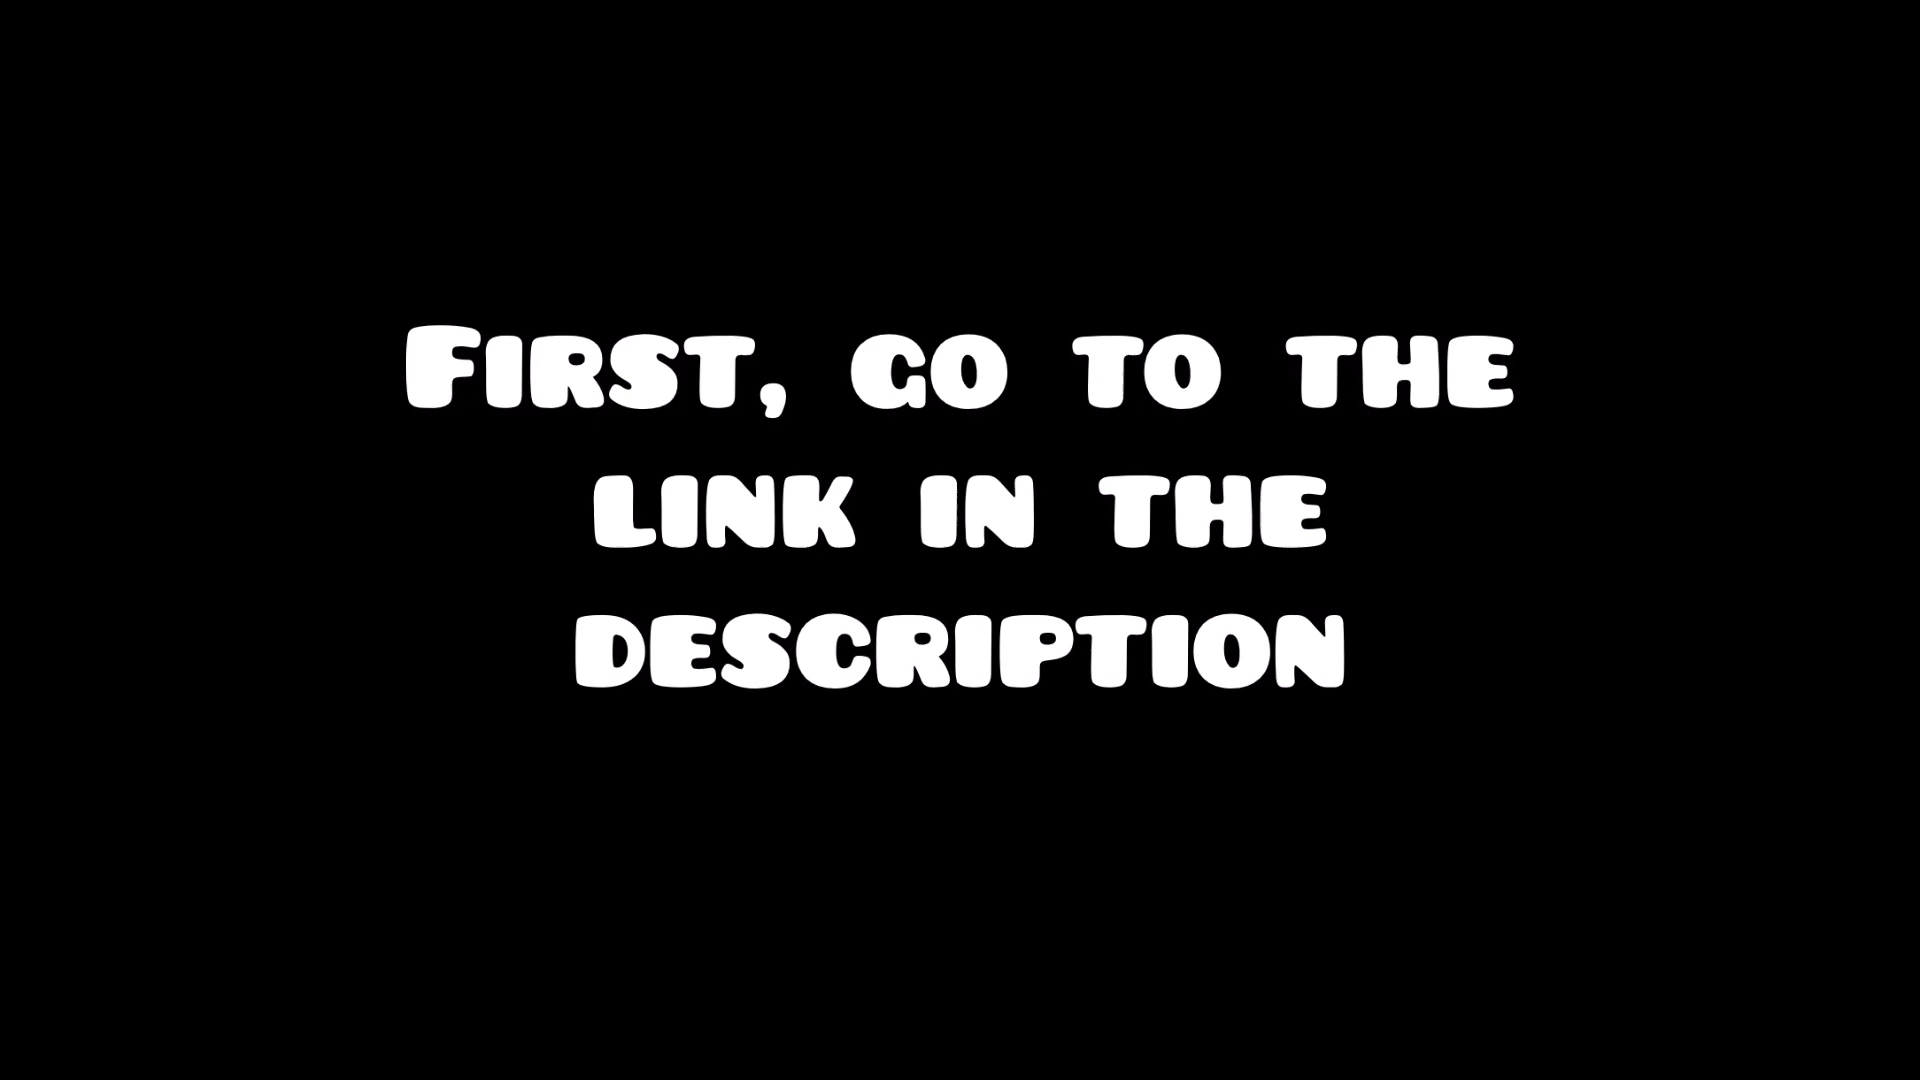 First, go to the
link in the
description